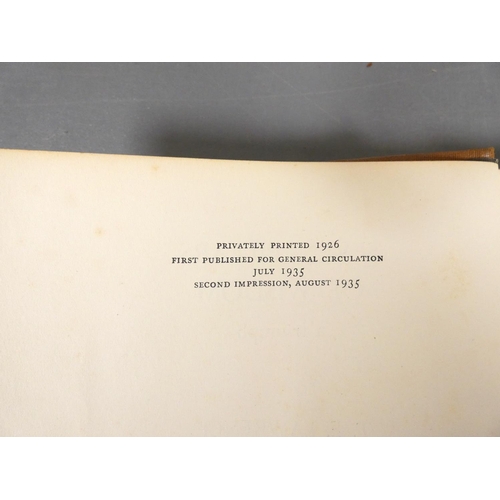 PRIVATELY PRINTED 1926
FIRST PUBLISHED FOR GENERAL CIRCULATION
JULY 1935
SECOND IMPRESSION, AUGUST 1935